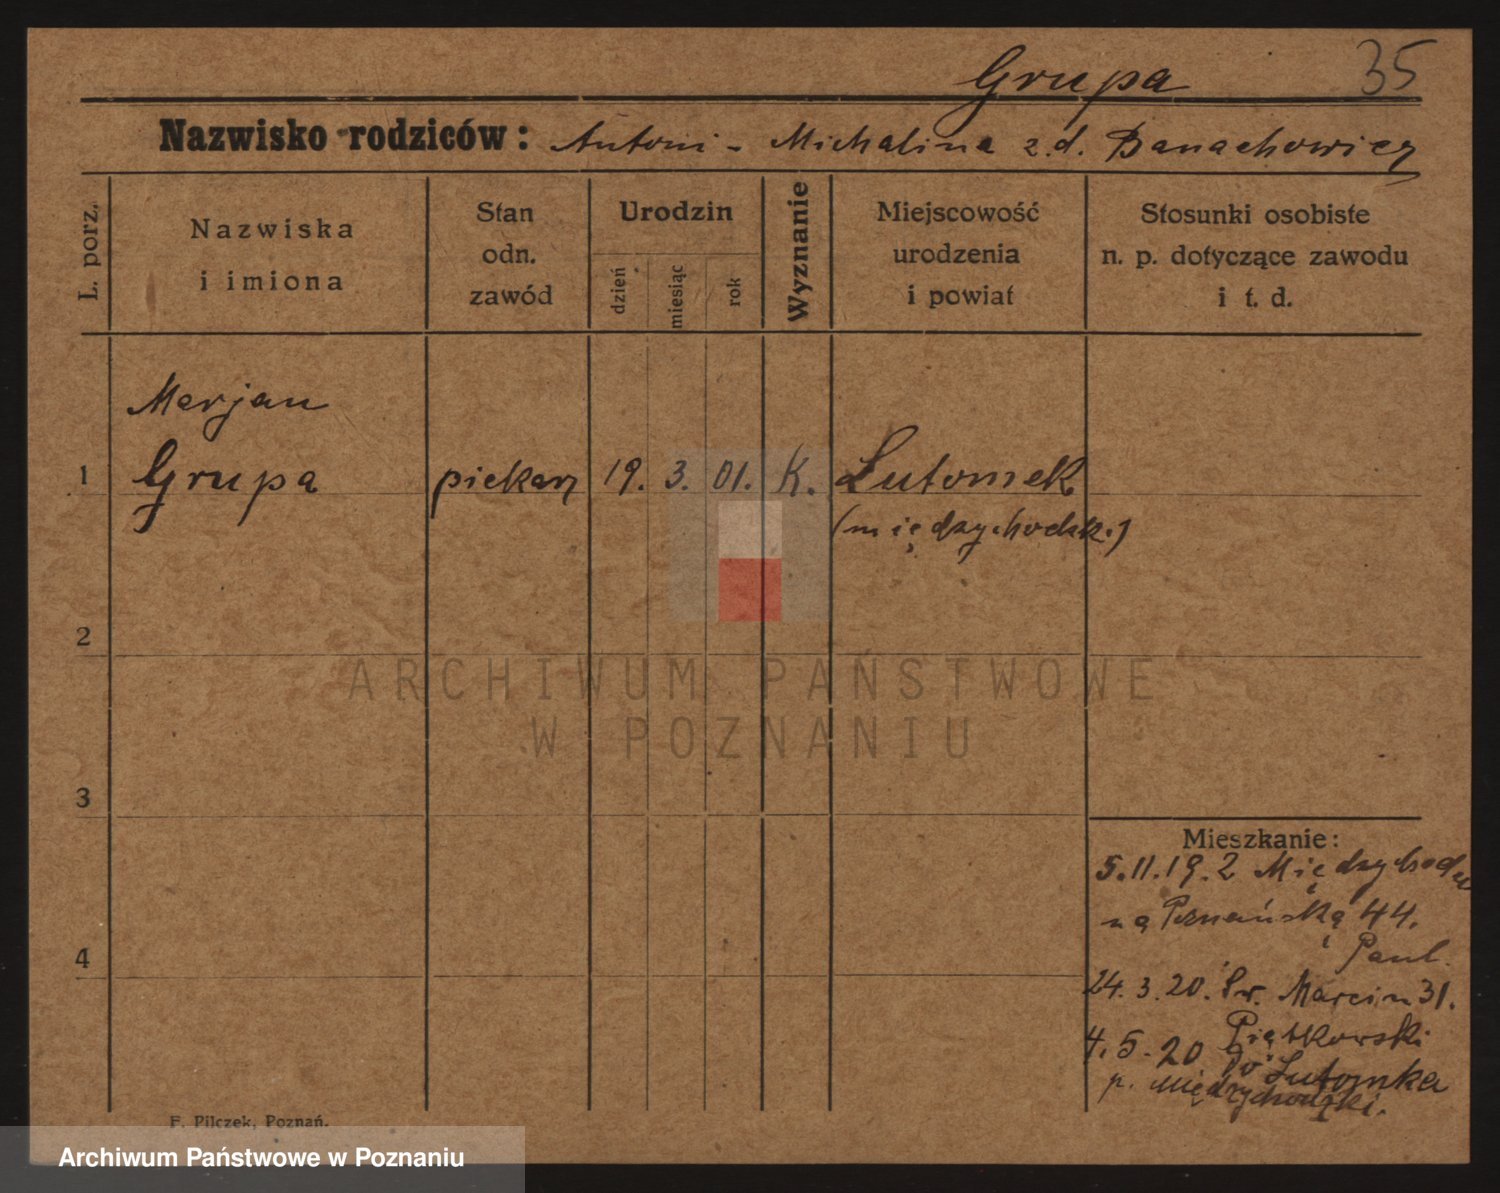 Grupa 35
Nazwisko rodziców: Antoni - Michalina z.d. Banachowicz
L. porz.
Nazwiska
i imiona
Stan
odn.
zawód
Urodzin
dzień
miesiąc
rok
Wyznanie
Miejscowość
urodzenia
i powiat
Stosunki osobiste
n. p. dotyczące zawodu
i t. d.
Marjan
1 Grupa piekarz 19. 3. 01. K. Lutomek
(międzychodzk.)
2
ARCHIWUM PAŃSTWOWE
W POZNANIU
3
Mieszkanie:
5.11.19. z Międzychoda
na Poznańską 44.
Paul.
4
24.3.20. Św. Marcin 31.
Piątkowski
4.5.20 do Lutomka
p. międzychodzki.
F. Pilczek, Poznań.
Archiwum Państwowe w Poznaniu